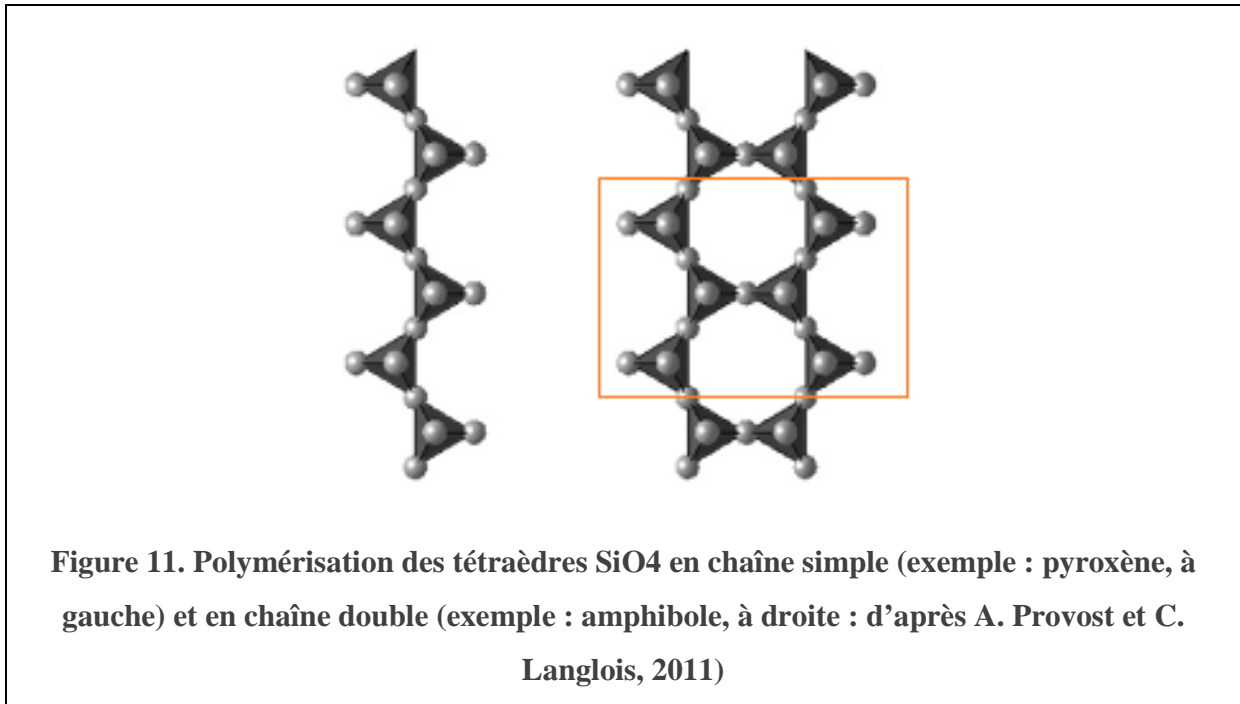 Figure 11. Polymérisation des tétraèdres SiO4 en chaîne simple (exemple : pyroxène, à
gauche) et en chaîne double (exemple : amphibole, à droite : d’après A. Provost et C.
Langlois, 2011)